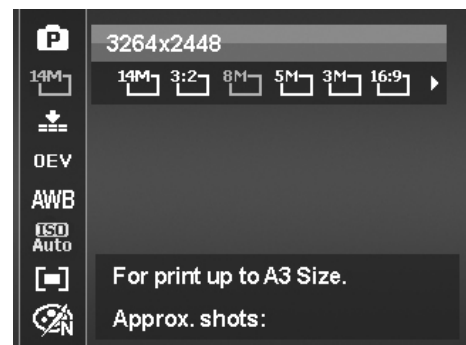 P
3264x2448
14M
14M 3:2 8M 5M 3M 16:9
0EV
AWB
ISO
Auto
For print up to A3 Size.
N
Approx. shots: